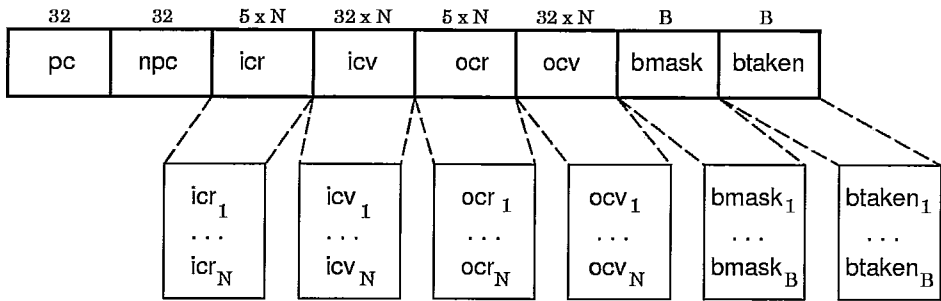 32 32 5 x N 32 x N 5 x N 32 x N B B
pc npc icr icv ocr ocv bmask btaken
icr1 icv1 ocr1 ocv1 bmask1 btaken1
... ... ... ... ... ...
icrN icvN ocrN ocvN bmaskB btakenB